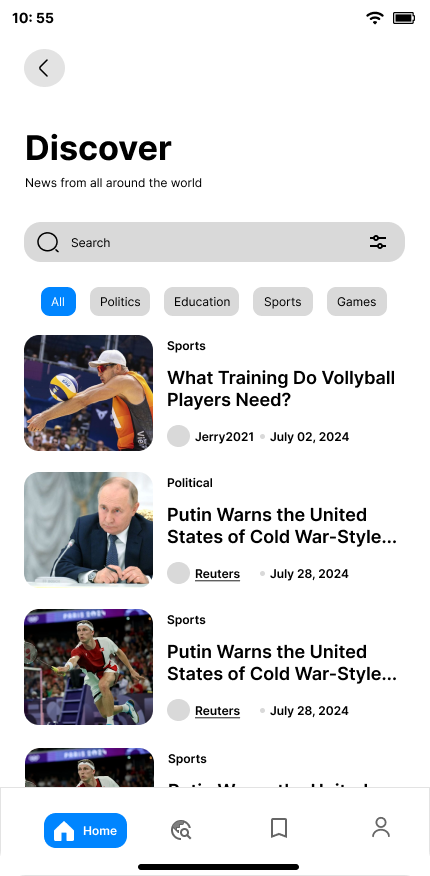 10: 55
Discover
News from all around the world
Search
All Politics Education Sports Games
Sports
What Training Do Vollyball
Players Need?
Jerry2021 July 02, 2024
Political
Putin Warns the United
States of Cold War-Style...
Reuters July 28, 2024
PARIS 2024
Sports
Putin Warns the United
States of Cold War-Style...
Reuters July 28, 2024
Sports
Home